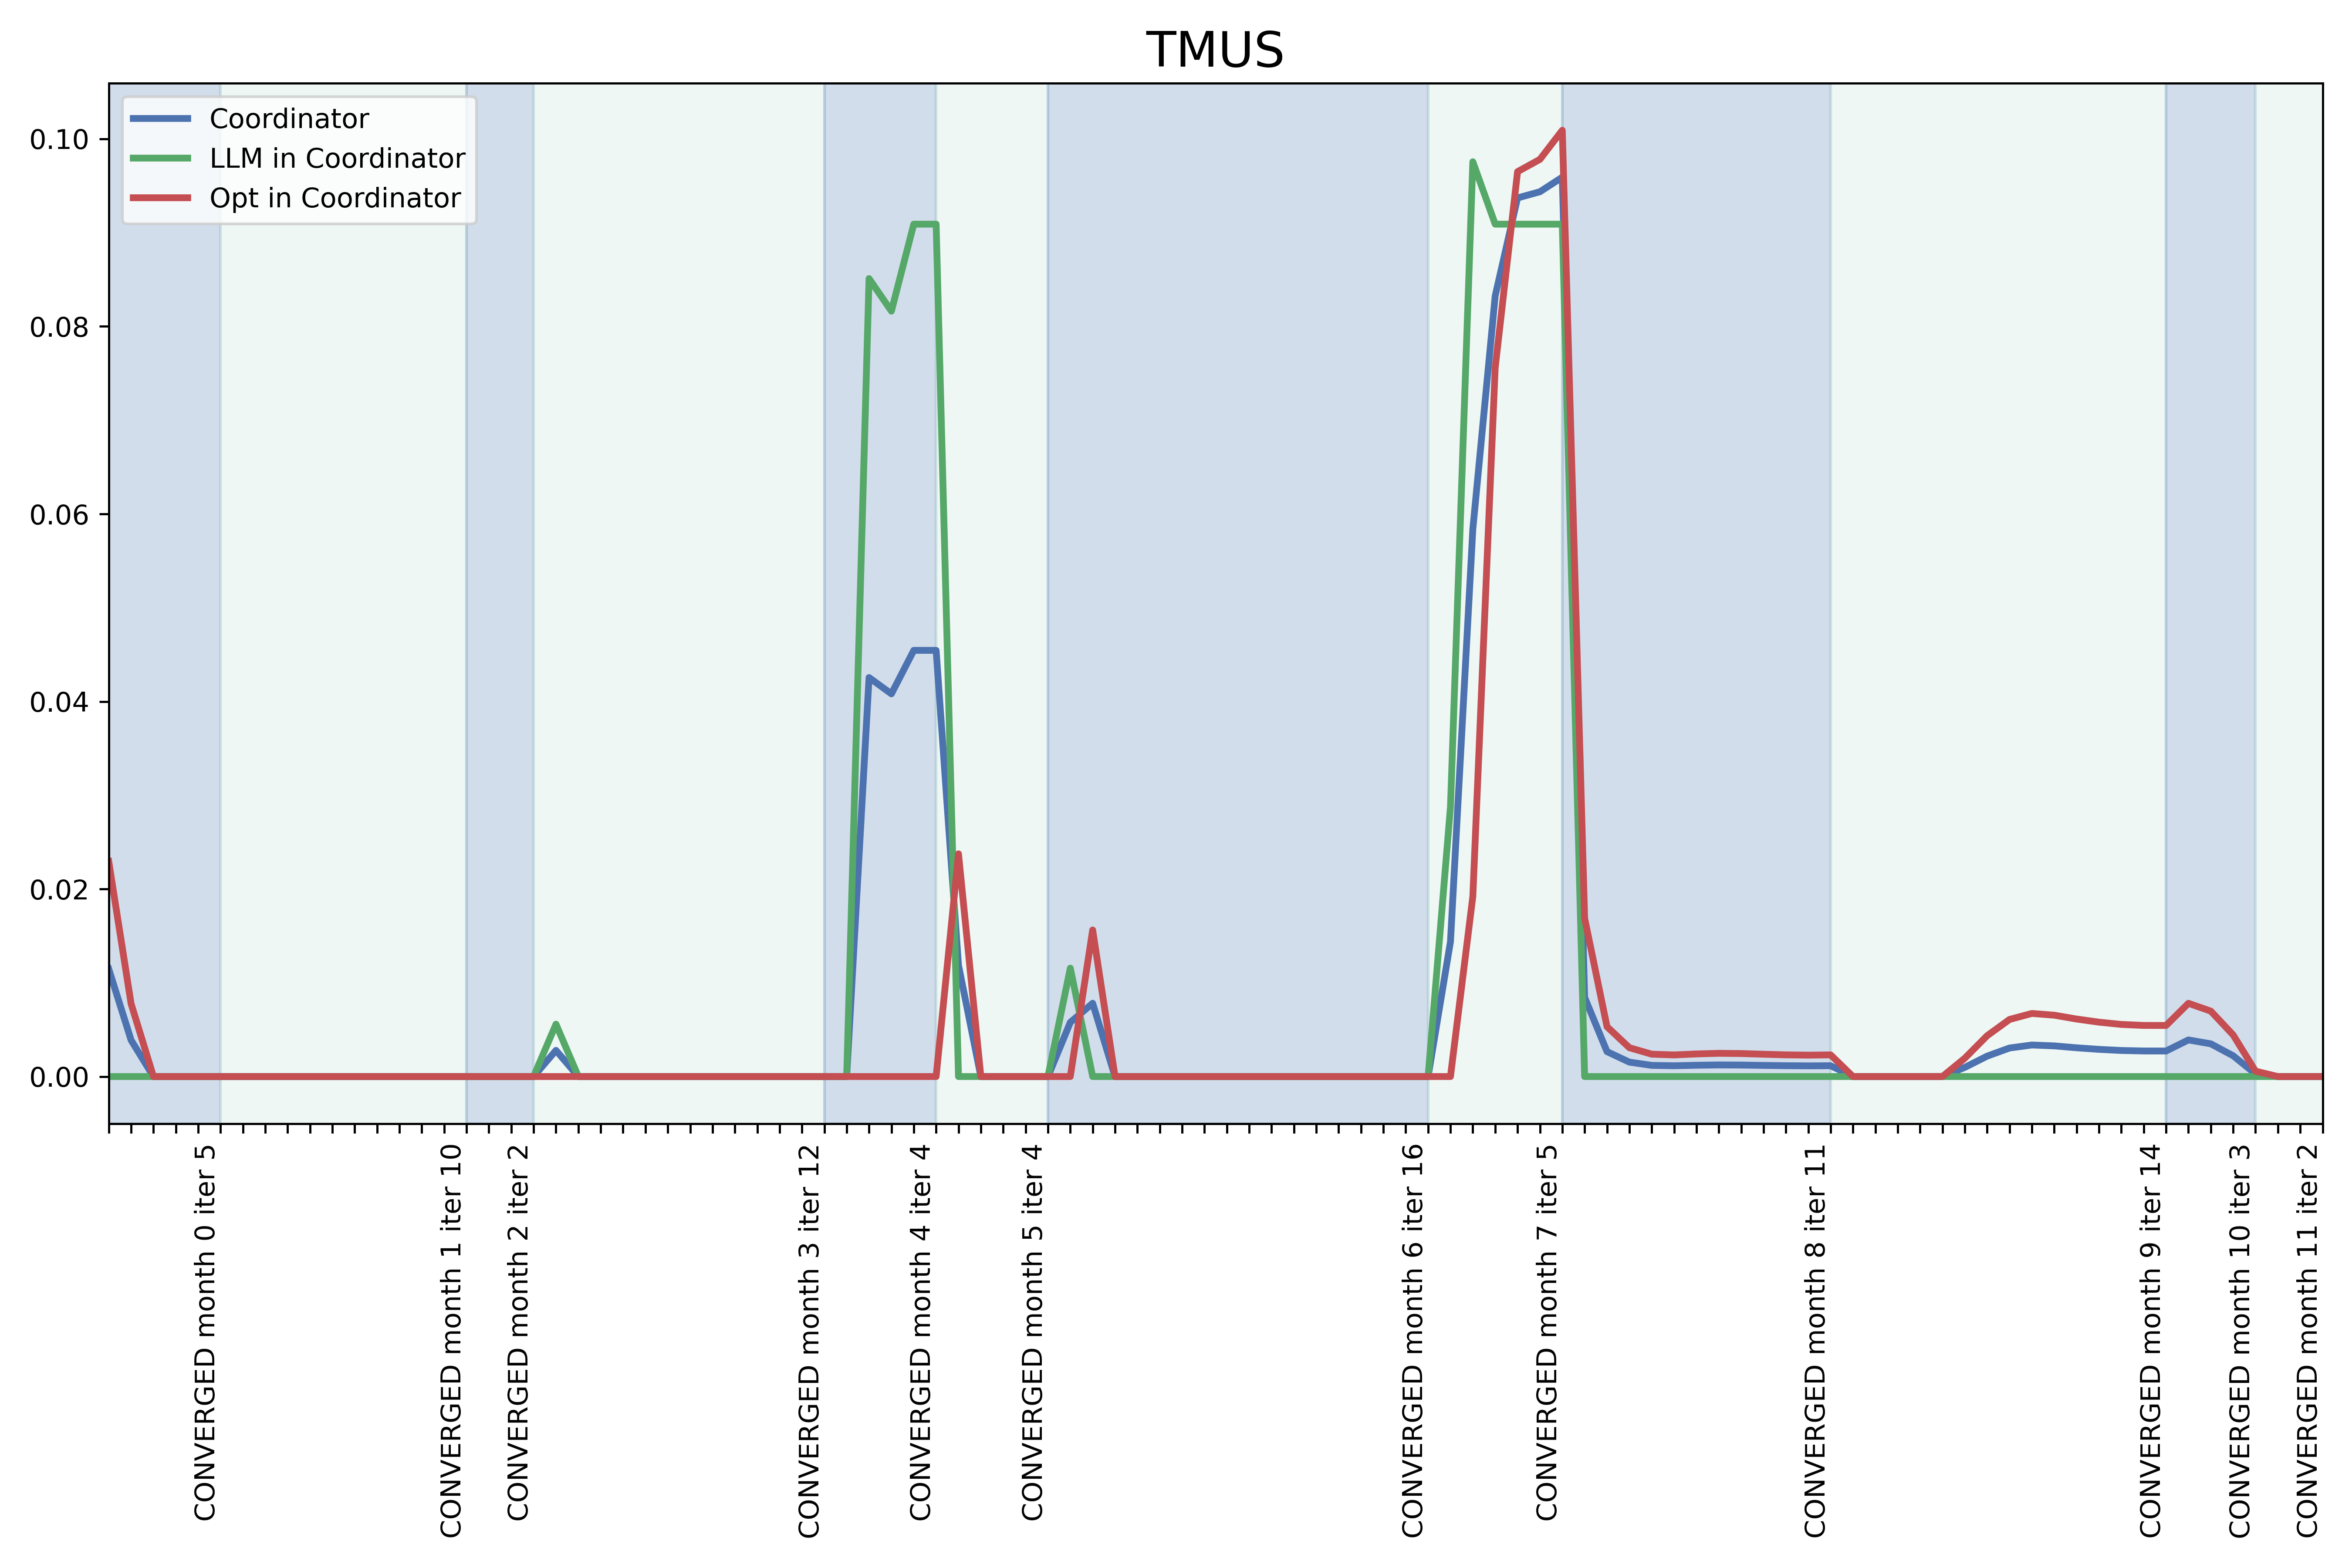 TMUS
Coordinator
LLM in Coordinator
Opt in Coordinator
0.10
0.08
0.06
0.04
0.02
0.00
CONVERGED month 0 iter 5
CONVERGED month 1 iter 10
CONVERGED month 2 iter 2
CONVERGED month 3 iter 12
CONVERGED month 4 iter 4
CONVERGED month 5 iter 4
CONVERGED month 6 iter 16
CONVERGED month 7 iter 5
CONVERGED month 8 iter 11
CONVERGED month 9 iter 14
CONVERGED month 10 iter 3
CONVERGED month 11 iter 2